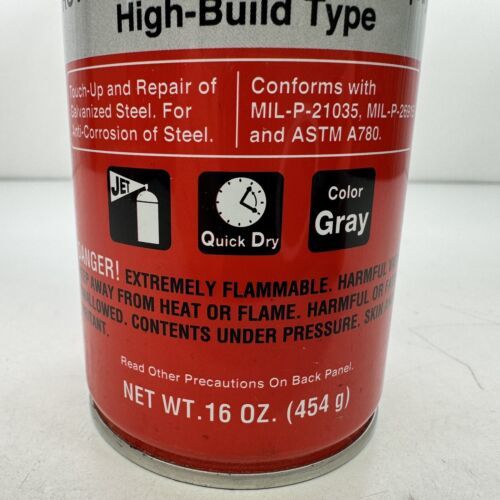 High-Build Type
Touch-Up and Repair of
Galvanized Steel. For
Anti-Corrosion of Steel.
Conforms with
MIL-P-21035, MIL-P-26915
and ASTM A780.
JET
Quick Dry
Color
Gray
DANGER! EXTREMELY FLAMMABLE. HARMFUL
AWAY FROM HEAT OR FLAME. HARMFUL OR
CONTENTS UNDER PRESSURE, SKIN
Read Other Precautions On Back Panel.
NET WT. 16 OZ. (454 g)